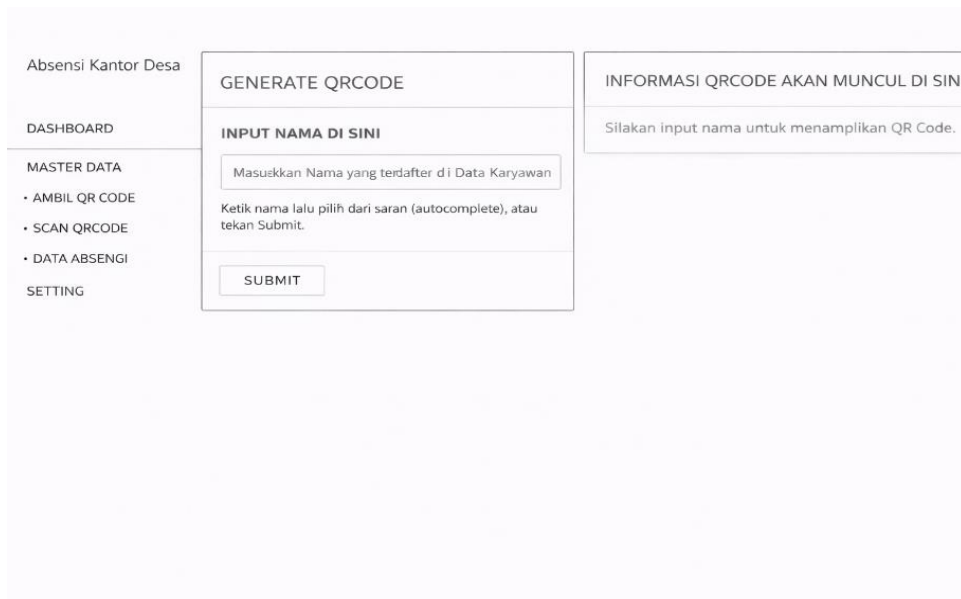 Absensi Kantor Desa
DASHBOARD
MASTER DATA
• AMBIL QR CODE
• SCAN QRCODE
• DATA ABSENGI
SETTING
GENERATE QRCODE
INPUT NAMA DI SINI
Masuękkan Nama yang terdafter di Data Karyawan
Ketik nama lalu pilih dari saran (autocomplete), atau
tekan Submit.
SUBMIT
INFORMASI QRCODE AKAN MUNCUL DI SIN
Silakan input nama untuk menamplikan QR Code.